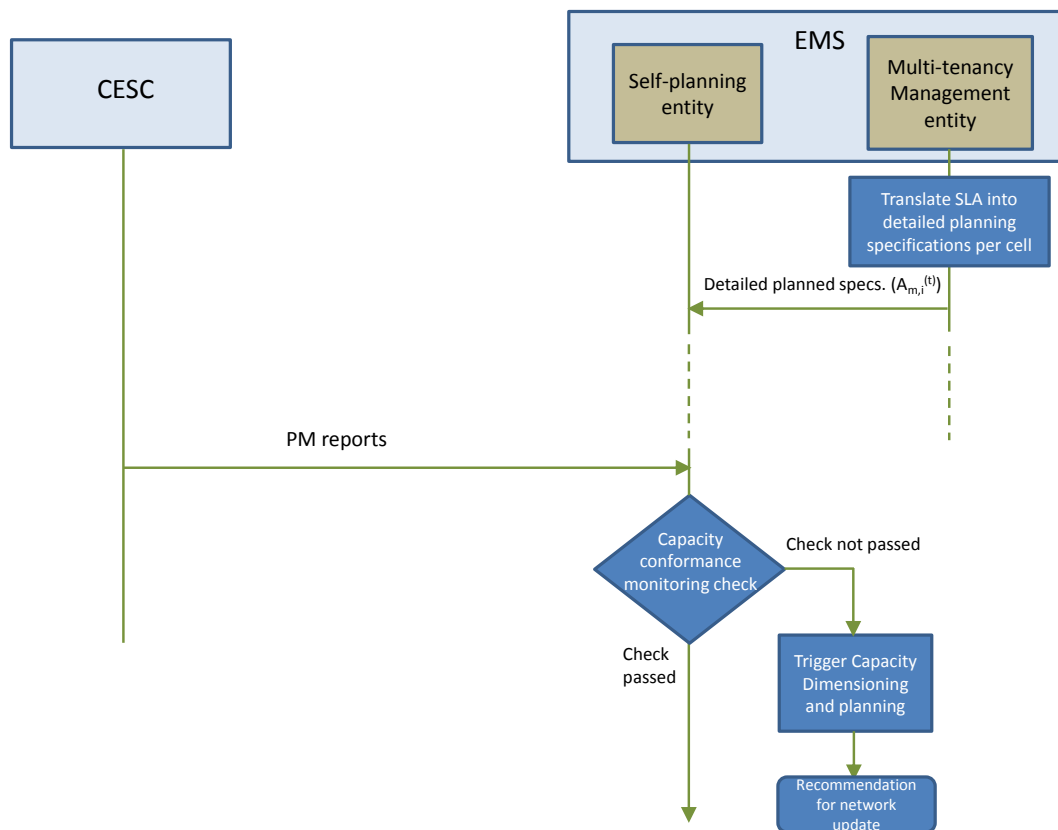 CESC
EMS
Self-planning
entity
Multi-tenancy
Management
entity
Translate SLA into
detailed planning
specifications per cell
Detailed planned specs. (Am,i(t))
PM reports
Capacity
conformance
monitoring check
Check not passed
Check
passed
Trigger Capacity
Dimensioning
and planning
Recommendation
for network
update